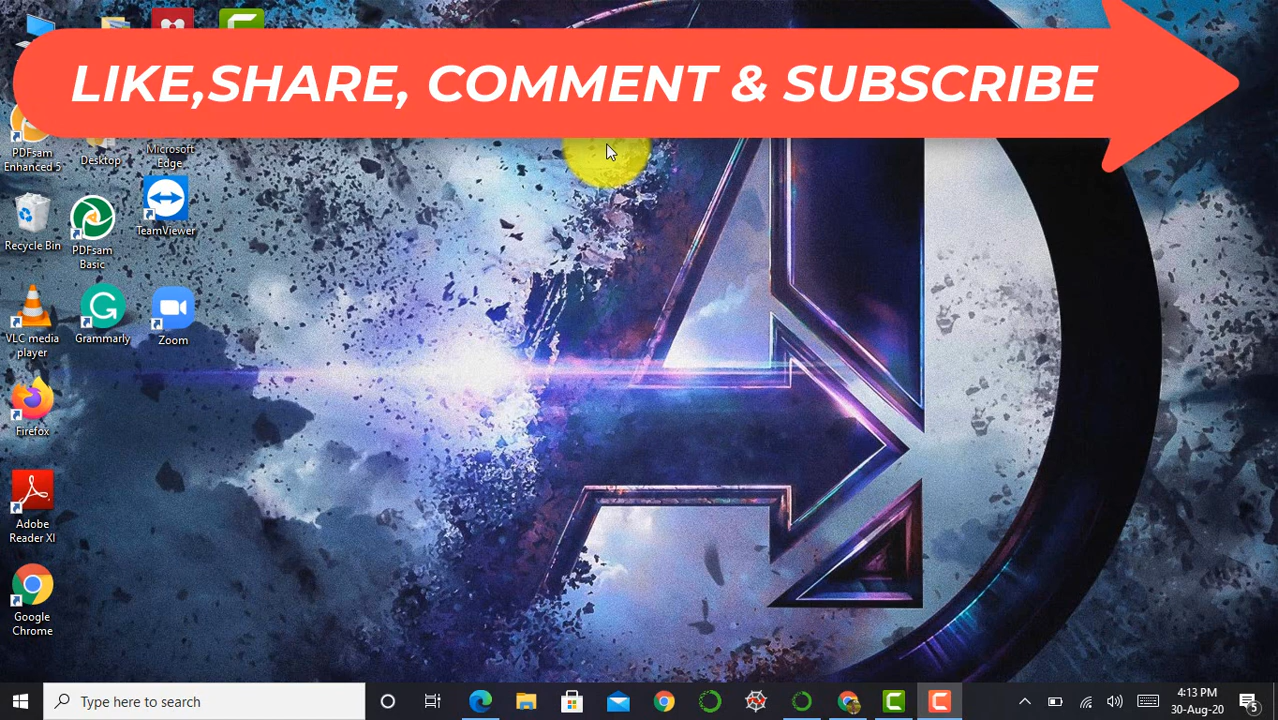 LIKE,SHARE, COMMENT & SUBSCRIBE
PDFsam
Enhanced 5
Desktop
Microsoft
Edge
Recycle Bin
PDFsam
Basic
TeamViewer
VLC media
player
Grammarly
Zoom
Firefox
Adobe
Reader XI
Google
Chrome
Type here to search
4:13 PM
30-Aug-20
5